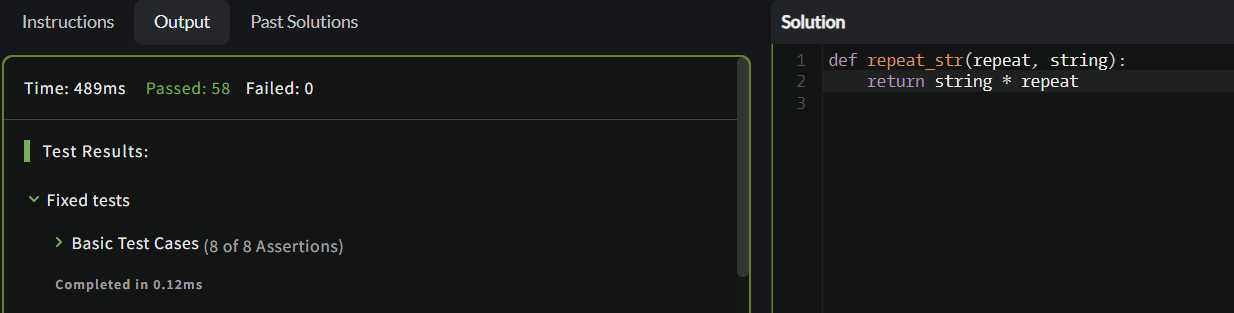 Instructions Output Past Solutions
Time: 489ms Passed: 58 Failed: 0
Test Results:
Fixed tests
Basic Test Cases (8 of 8 Assertions)
Completed in 0.12ms
Solution
1 def repeat_str(repeat, string):
2     return string * repeat
3